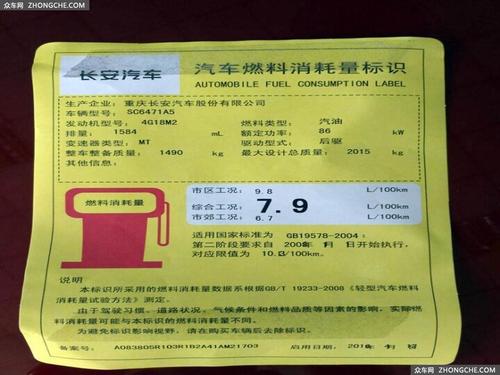 众车网 ZHONGCHE.COM
众车网 ZHONGCHE.COM
长安汽车
汽车燃料消耗量标识
AUTOMOBILE FUEL CONSUMPTION LABEL
生产企业: 重庆长安汽车股份有限公司
车辆型号: SC6471A5
发动机型号: 4G18M2 燃料类型: 汽油
排量: 1584 mL 额定功率: 86 kW
变速器类型: MT 驱动型式: 后驱
整车整备质量: 1490 kg 最大设计总质量: 2015 kg
其他信息:
燃料消耗量
市区工况: 9.8 L/100km
综合工况: 7.9 L/100km
市郊工况: 6.7 L/100km
适用国家标准为 GB19578-2004;
第二阶段要求自 月 日开始执行,
对应限值为 L/100km。
本标识所采用的燃料消耗量数据系根据GB/T 19233-2008《轻型汽车燃料
消耗量试验方法》测定。
由于驾驶习惯、道路状况、气候条件和燃料品质等因素的影响,实际燃
料消耗量可能与本标识的燃料消耗量不同。
为避免标识影响视野,请在购买车辆后去除标识。
备案号: A083805R103R1B2A41AM21703 启用日期: 年 月
众车网 ZHONGCHE.COM
众车网 ZHONGCHE.COM